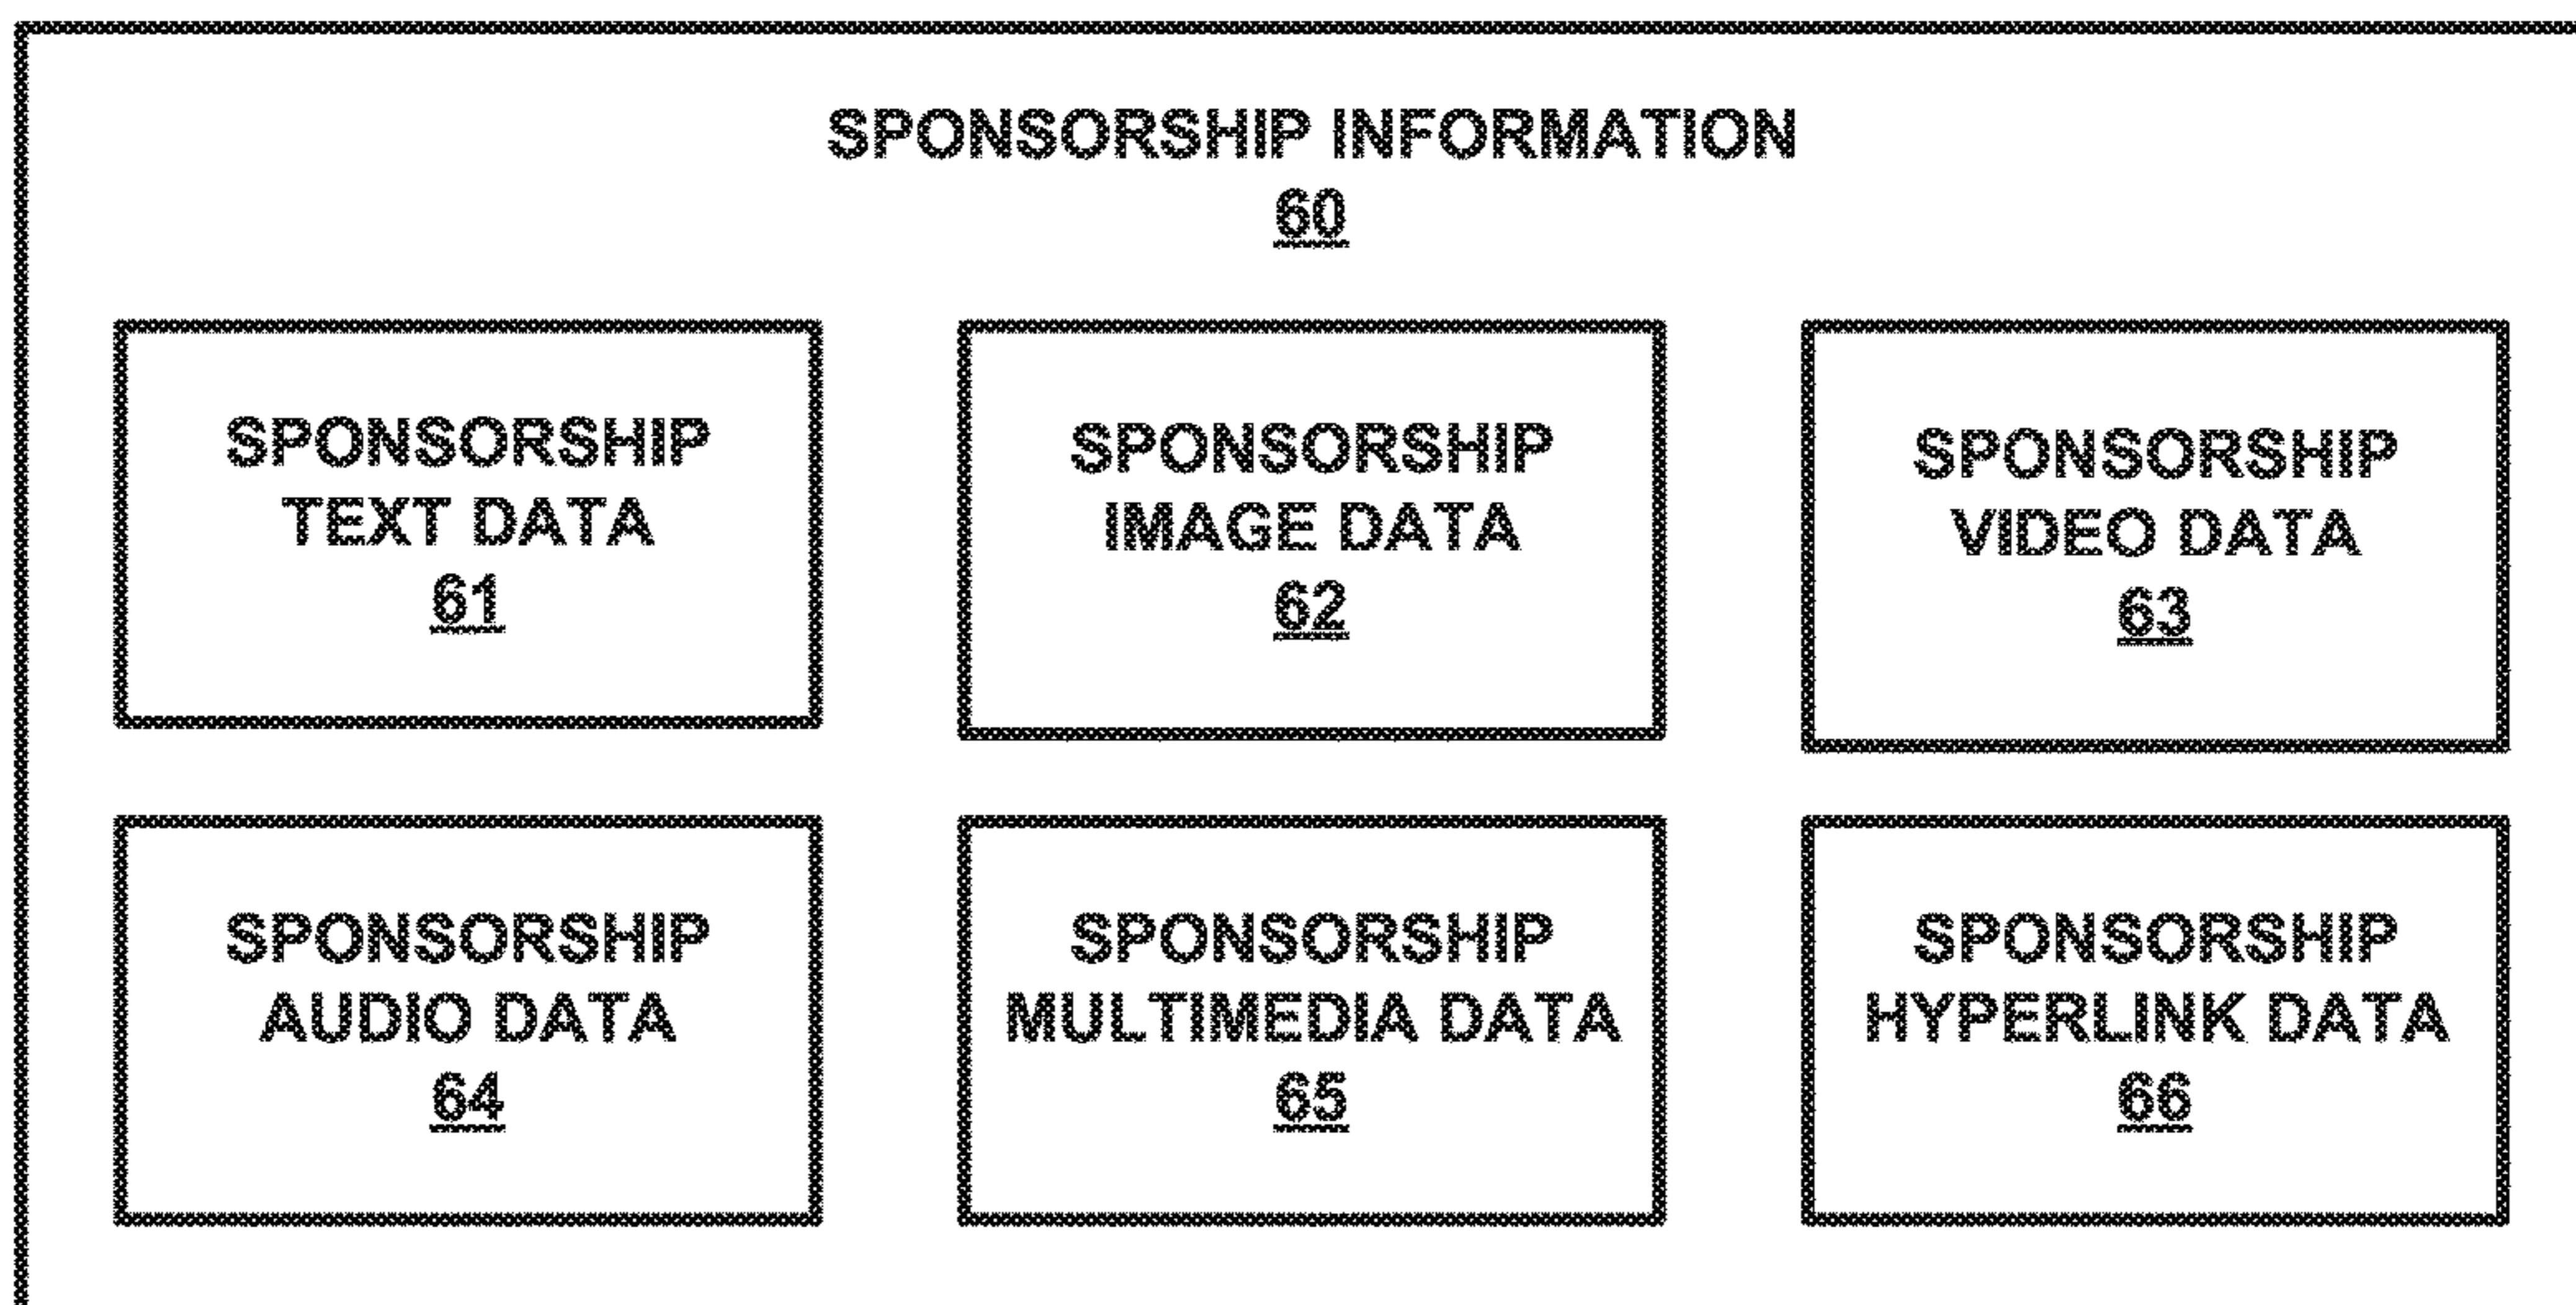 SPONSORSHIP INFORMATION
60
SPONSORSHIP
TEXT DATA
61
SPONSORSHIP
IMAGE DATA
62
SPONSORSHIP
VIDEO DATA
63
SPONSORSHIP
AUDIO DATA
64
SPONSORSHIP
MULTIMEDIA DATA
65
SPONSORSHIP
HYPERLINK DATA
66